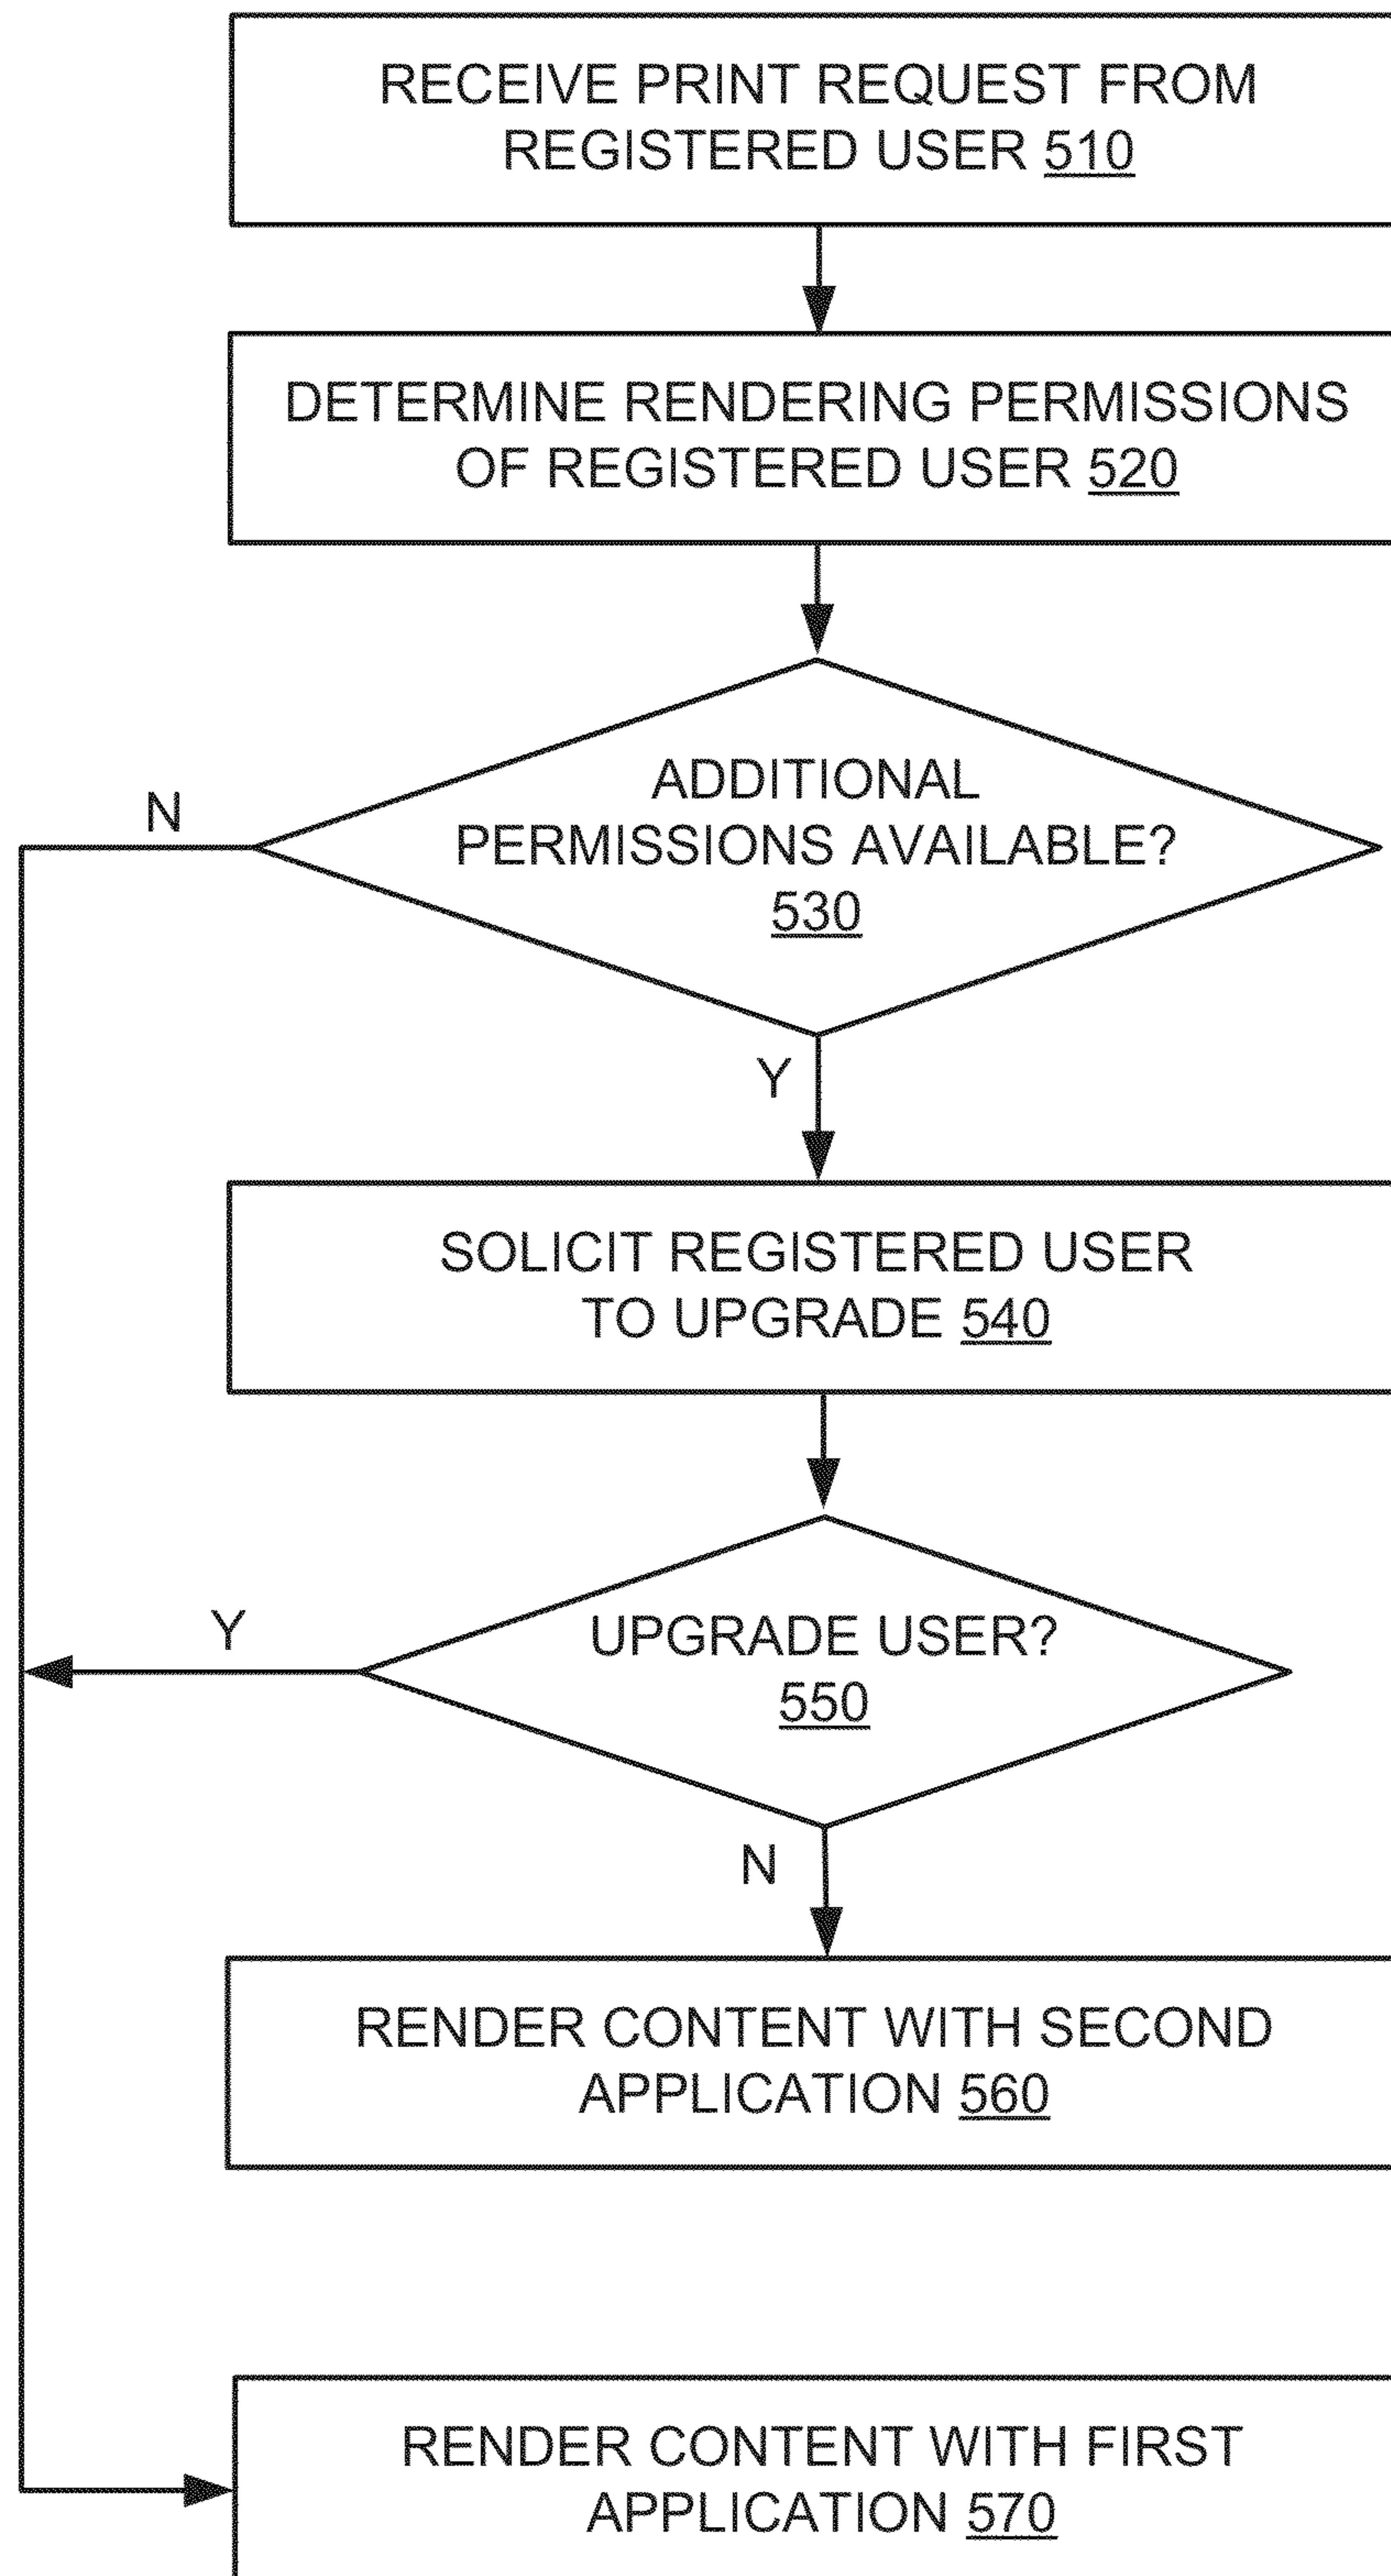 RECEIVE PRINT REQUEST FROM
REGISTERED USER 510
DETERMINE RENDERING PERMISSIONS
OF REGISTERED USER 520
ADDITIONAL
PERMISSIONS AVAILABLE?
530
N
Y
SOLICIT REGISTERED USER
TO UPGRADE 540
UPGRADE USER?
550
Y
N
RENDER CONTENT WITH SECOND
APPLICATION 560
RENDER CONTENT WITH FIRST
APPLICATION 570